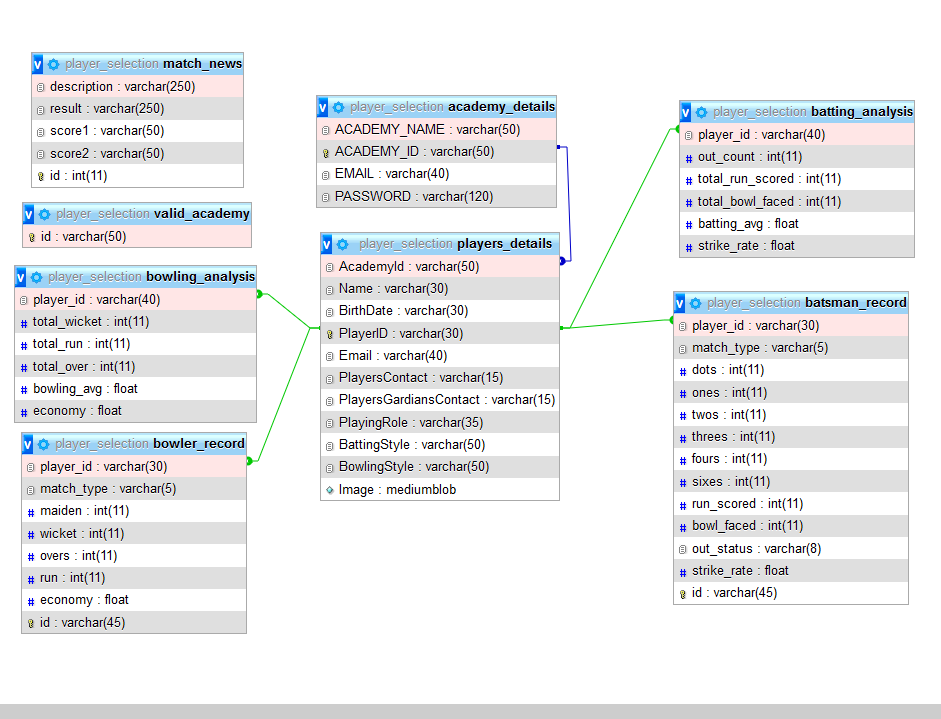 v player_selection match_news
description : varchar(250)
result : varchar(250)
score1 : varchar(50)
score2 : varchar(50)
id : int(11)
v player_selection valid_academy
id : varchar(50)
v player_selection bowling_analysis
player_id : varchar(40)
# total_wicket : int(11)
# total_run : int(11)
# total_over : int(11)
# bowling_avg : float
# economy : float
v player_selection bowler_record
player_id : varchar(30)
match_type : varchar(5)
# maiden : int(11)
# wicket : int(11)
# overs : int(11)
# run : int(11)
# economy : float
id : varchar(45)
v player_selection academy_details
ACADEMY_NAME : varchar(50)
ACADEMY_ID : varchar(50)
EMAIL : varchar(40)
PASSWORD : varchar(120)
v player_selection players_details
AcademyId : varchar(50)
Name : varchar(30)
BirthDate : varchar(30)
PlayerID : varchar(30)
Email : varchar(40)
PlayersContact : varchar(15)
PlayersGardiansContact : varchar(15)
PlayingRole : varchar(35)
BattingStyle : varchar(50)
BowlingStyle : varchar(50)
Image : mediumblob
v player_selection batting_analysis
player_id : varchar(40)
# out_count : int(11)
# total_run_scored : int(11)
# total_bowl_faced : int(11)
# batting_avg : float
# strike_rate : float
v player_selection batsman_record
player_id : varchar(30)
match_type : varchar(5)
# dots : int(11)
# ones : int(11)
# twos : int(11)
# threes : int(11)
# fours : int(11)
# sixes : int(11)
# run_scored : int(11)
# bowl_faced : int(11)
out_status : varchar(8)
# strike_rate : float
id : varchar(45)